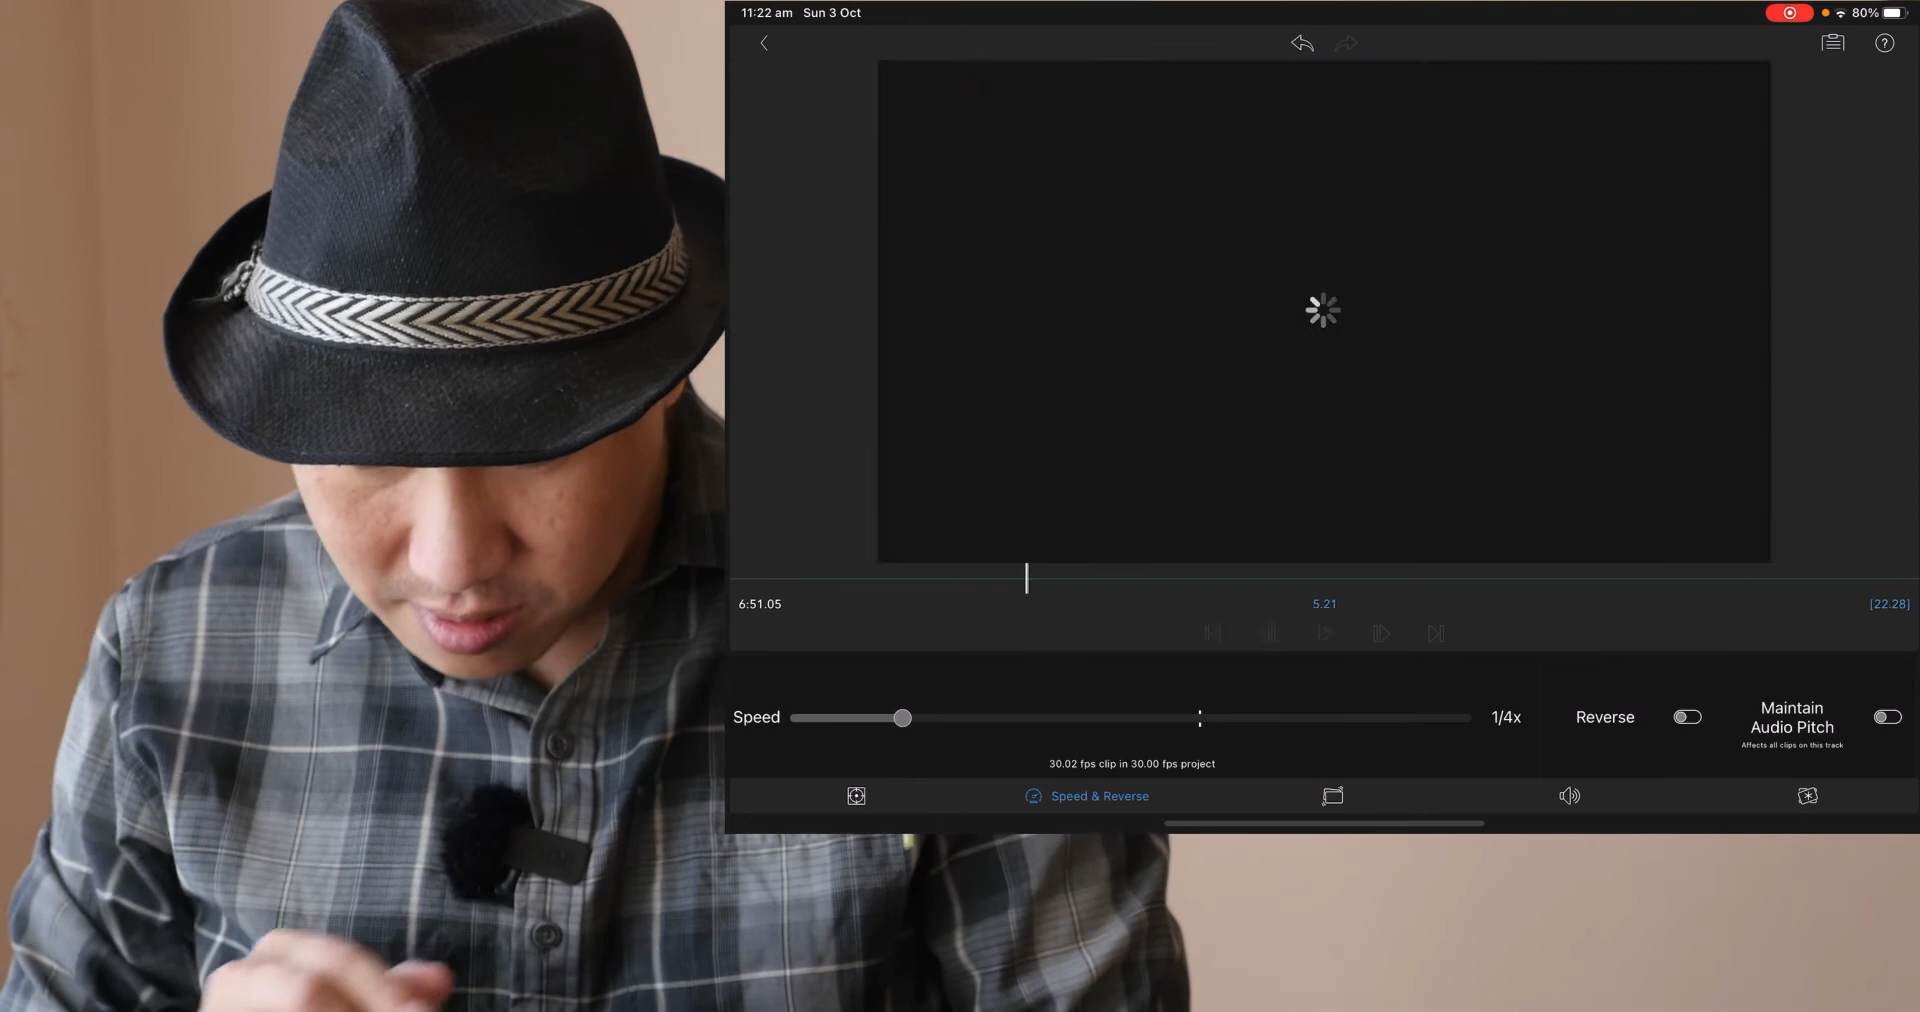 11:22 am Sun 3 Oct
80%
?
6:51.05
5.21
[22.28]
Speed
1/4x
Reverse
Maintain
Audio Pitch
Affects all clips on this track
30.02 fps clip in 30.00 fps project
Speed & Reverse